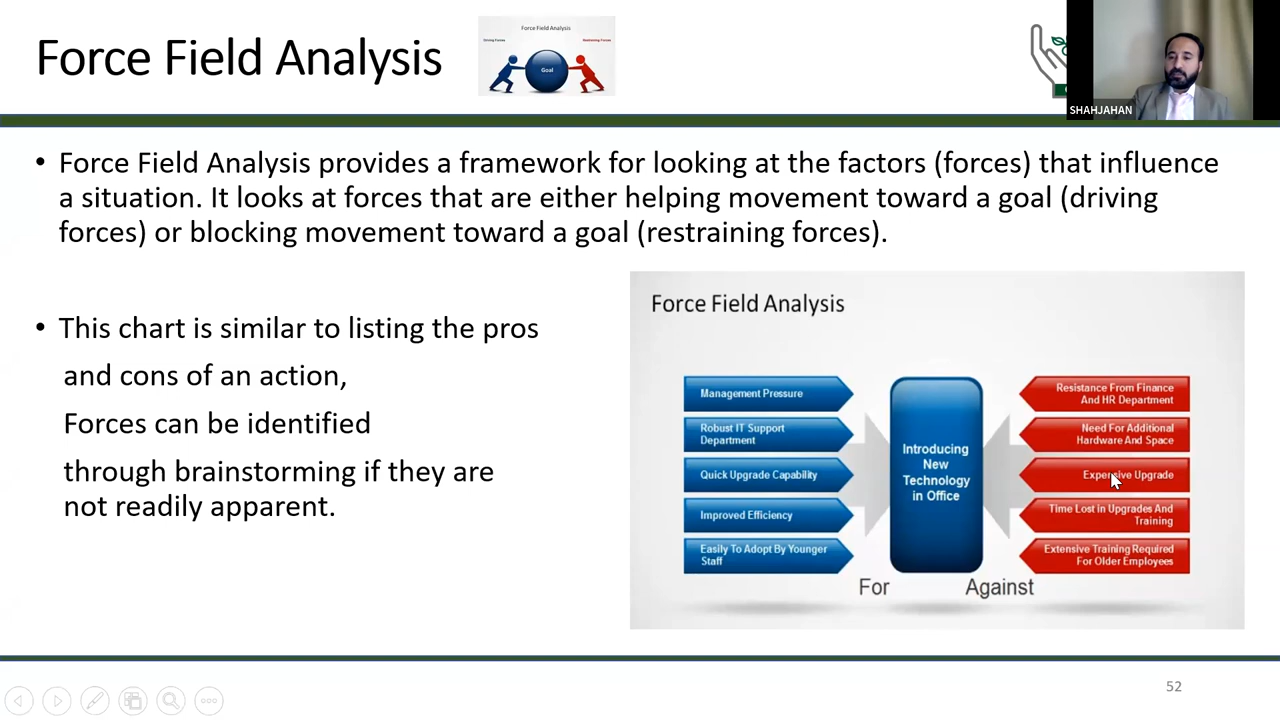 Force Field Analysis
Force Field Analysis
Driving Forces
Restraining Forces
Goal
SHAHJAHAN
• Force Field Analysis provides a framework for looking at the factors (forces) that influence
a situation. It looks at forces that are either helping movement toward a goal (driving
forces) or blocking movement toward a goal (restraining forces).
• This chart is similar to listing the pros
and cons of an action,
Forces can be identified
through brainstorming if they are
not readily apparent.
Force Field Analysis
Management Pressure
Robust IT Support
Department
Quick Upgrade Capability
Improved Efficiency
Easily To Adopt By Younger
Staff
Introducing
New
Technology
in Office
Resistance From Finance
And HR Department
Need For Additional
Hardware And Space
Expensive Upgrade
Time Lost in Upgrades And
Training
Extensive Training Required
For Older Employees
For
Against
52